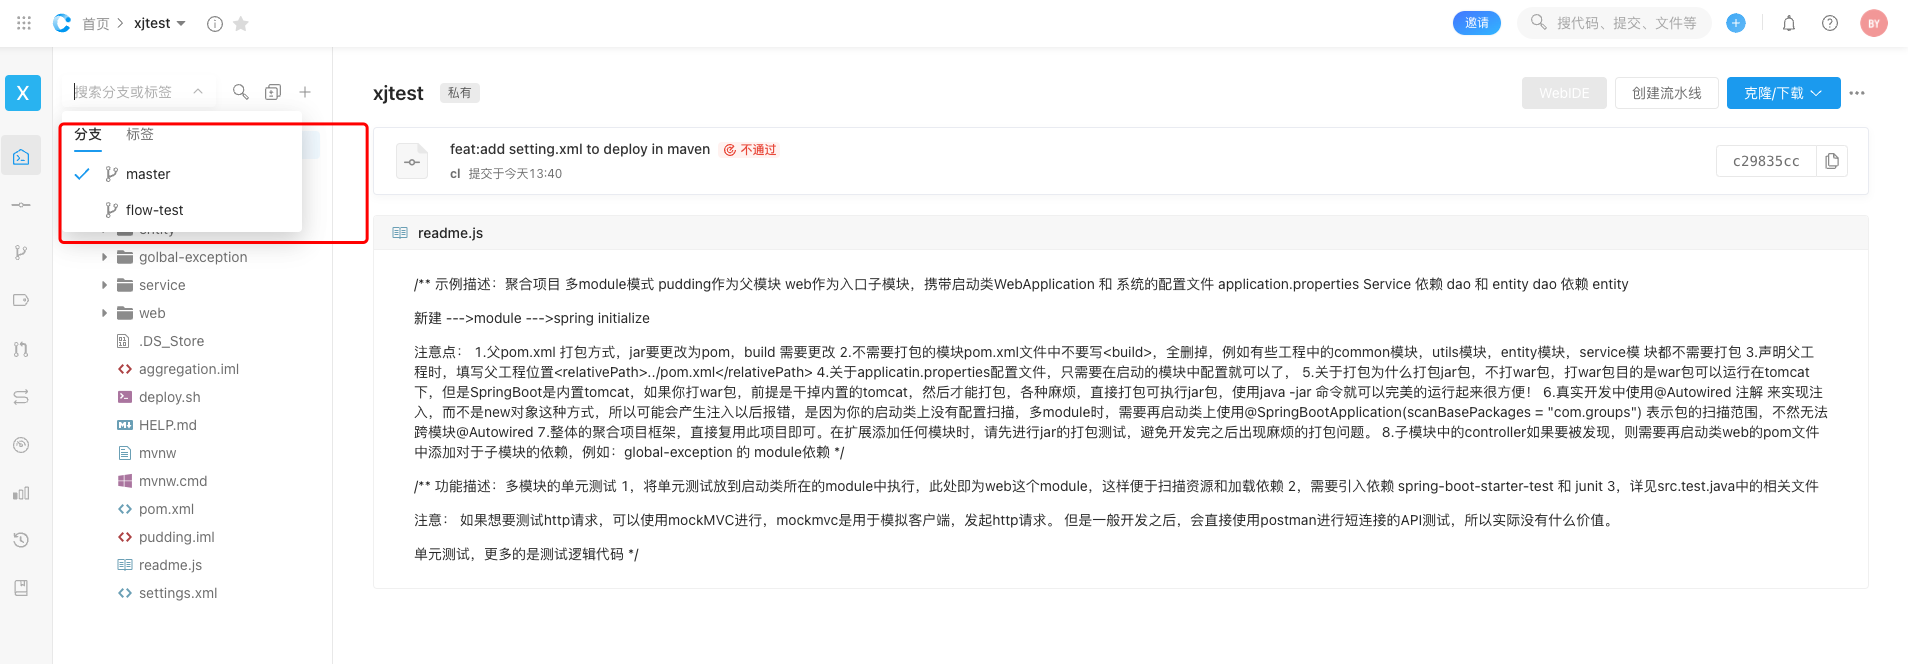 首页 > xjtest
邀请
搜代码、提交、文件等
BY
X
搜索分支或标签
xjtest 私有
WebIDE
创建流水线
克隆/下载
分支 标签
master
flow-test
entity
golbal-exception
service
web
.DS_Store
aggregation.iml
deploy.sh
HELP.md
mvnw
mvnw.cmd
pom.xml
pudding.iml
readme.js
settings.xml
feat:add setting.xml to deploy in maven 不通过
cl 提交于今天13:40
c29835cc
readme.js
/** 示例描述：聚合项目 多module模式 pudding作为父模块 web作为入口子模块，携带启动类WebApplication 和 系统的配置文件 application.properties Service 依赖 dao 和 entity dao 依赖 entity
新建 --->module --->spring initialize
注意点： 1.父pom.xml 打包方式，jar要更改为pom，build 需要更改 2.不需要打包的模块pom.xml文件中不要写<build>，全删掉，例如有些工程中的common模块，utils模块，entity模块，service模 块都不需要打包 3.声明父工
程时，填写父工程位置<relativePath>../pom.xml</relativePath> 4.关于applicatin.properties配置文件，只需要在启动的模块中配置就可以了， 5.关于打包为什么打包jar包，不打war包，打war包目的是war包可以运行在tomcat
下，但是SpringBoot是内置tomcat，如果你打war包，前提是干掉内置的tomcat，然后才能打包，各种麻烦，直接打包可执行jar包，使用java -jar 命令就可以完美的运行起来很方便！ 6.真实开发中使用@Autowired 注解 来实现注
入，而不是new对象这种方式，所以可能会产生注入以后报错，是因为你的启动类上没有配置扫描，多module时，需要再启动类上使用@SpringBootApplication(scanBasePackages = "com.groups") 表示包的扫描范围，不然无法
跨模块@Autowired 7.整体的聚合项目框架，直接复用此项目即可。在扩展添加任何模块时，请先进行jar的打包测试，避免开发完之后出现麻烦的打包问题。 8.子模块中的controller如果要被发现，则需要再启动类web的pom文件
中添加对于子模块的依赖，例如：global-exception 的 module依赖 */
/** 功能描述：多模块的单元测试 1，将单元测试放到启动类所在的module中执行，此处即为web这个module，这样便于扫描资源和加载依赖 2，需要引入依赖 spring-boot-starter-test 和 junit 3，详见src.test.java中的相关文件
注意： 如果想要测试http请求，可以使用mockMVC进行，mockmvc是用于模拟客户端，发起http请求。 但是一般开发之后，会直接使用postman进行短连接的API测试，所以实际没有什么价值。
单元测试，更多的是测试逻辑代码 */